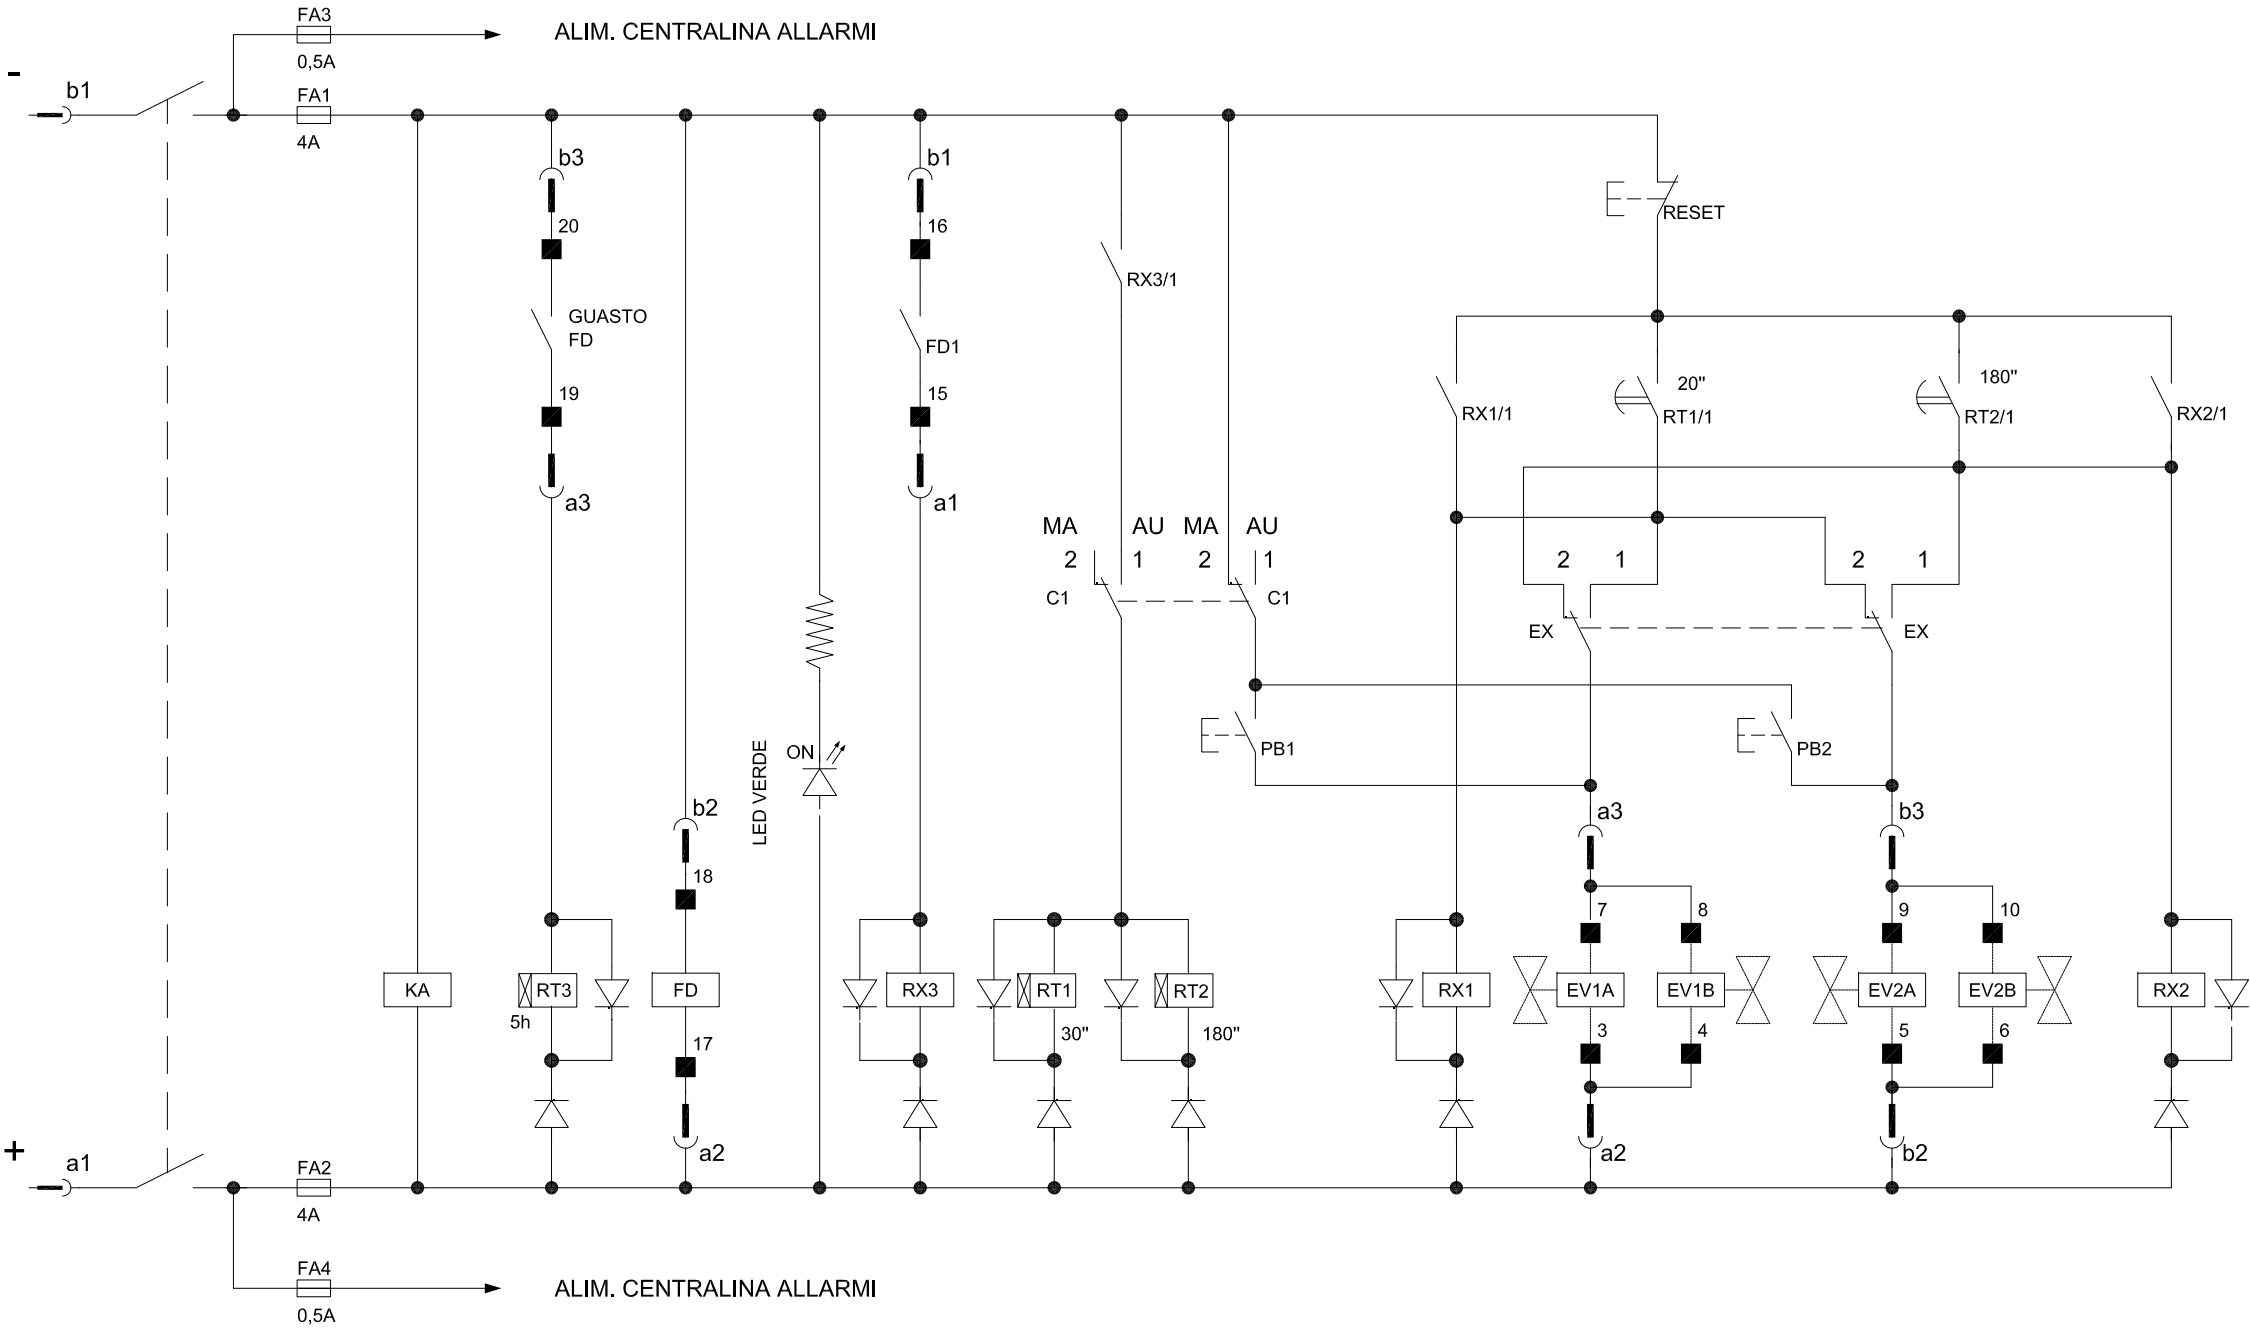 FA3
ALIM. CENTRALINA ALLARMI
0,5A
-
b1
FA1
4A
b3
20
GUASTO
FD
19
a3
b1
16
FD1
15
a1
RX3/1
RESET
RX1/1
20"
RT1/1
180"
RT2/1
RX2/1
MA
AU
MA
AU
2
1
2
1
C1
C1
2
1
2
1
EX
EX
PB1
PB2
LED VERDE
ON
b2
18
a3
b3
7
8
9
10
KA
RT3
5h
FD
RX3
RT1
30"
RT2
180"
RX1
EV1A
EV1B
EV2A
EV2B
RX2
17
3
4
5
6
a2
a2
b2
+
a1
FA2
4A
FA4
ALIM. CENTRALINA ALLARMI
0,5A